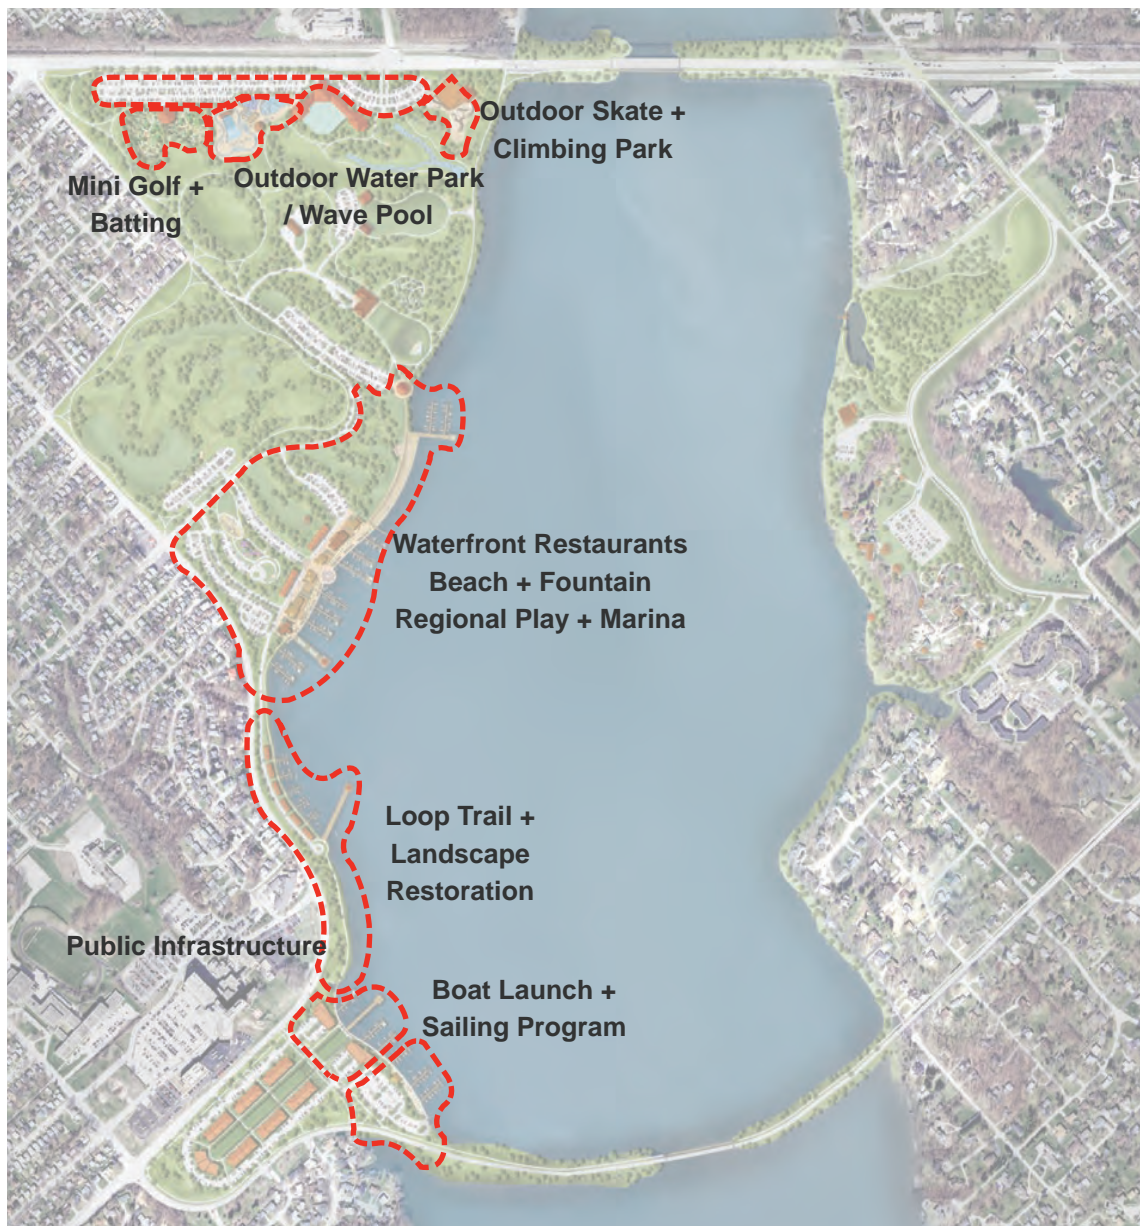 Outdoor Skate +
Climbing Park
Mini Golf +
Batting
Outdoor Water Park
/ Wave Pool
Waterfront Restaurants
Beach + Fountain
Regional Play + Marina
Loop Trail +
Landscape
Restoration
Public Infrastructure
Boat Launch +
Sailing Program